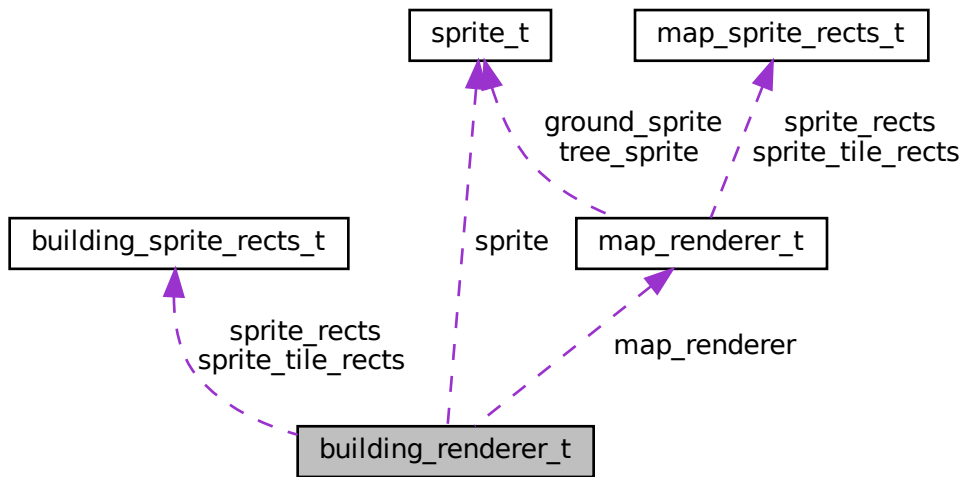 sprite_t
map_sprite_rects_t
ground_sprite
tree_sprite
sprite_rects
sprite_tile_rects
building_sprite_rects_t
sprite
map_renderer_t
sprite_rects
sprite_tile_rects
map_renderer
building_renderer_t